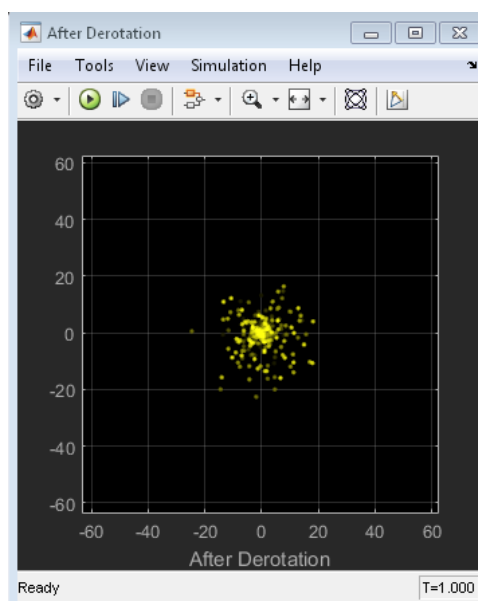 After Derotation
File Tools View Simulation Help
60
40
20
0
-20
-40
-60
-60 -40 -20 0 20 40 60
After Derotation
Ready T=1.000